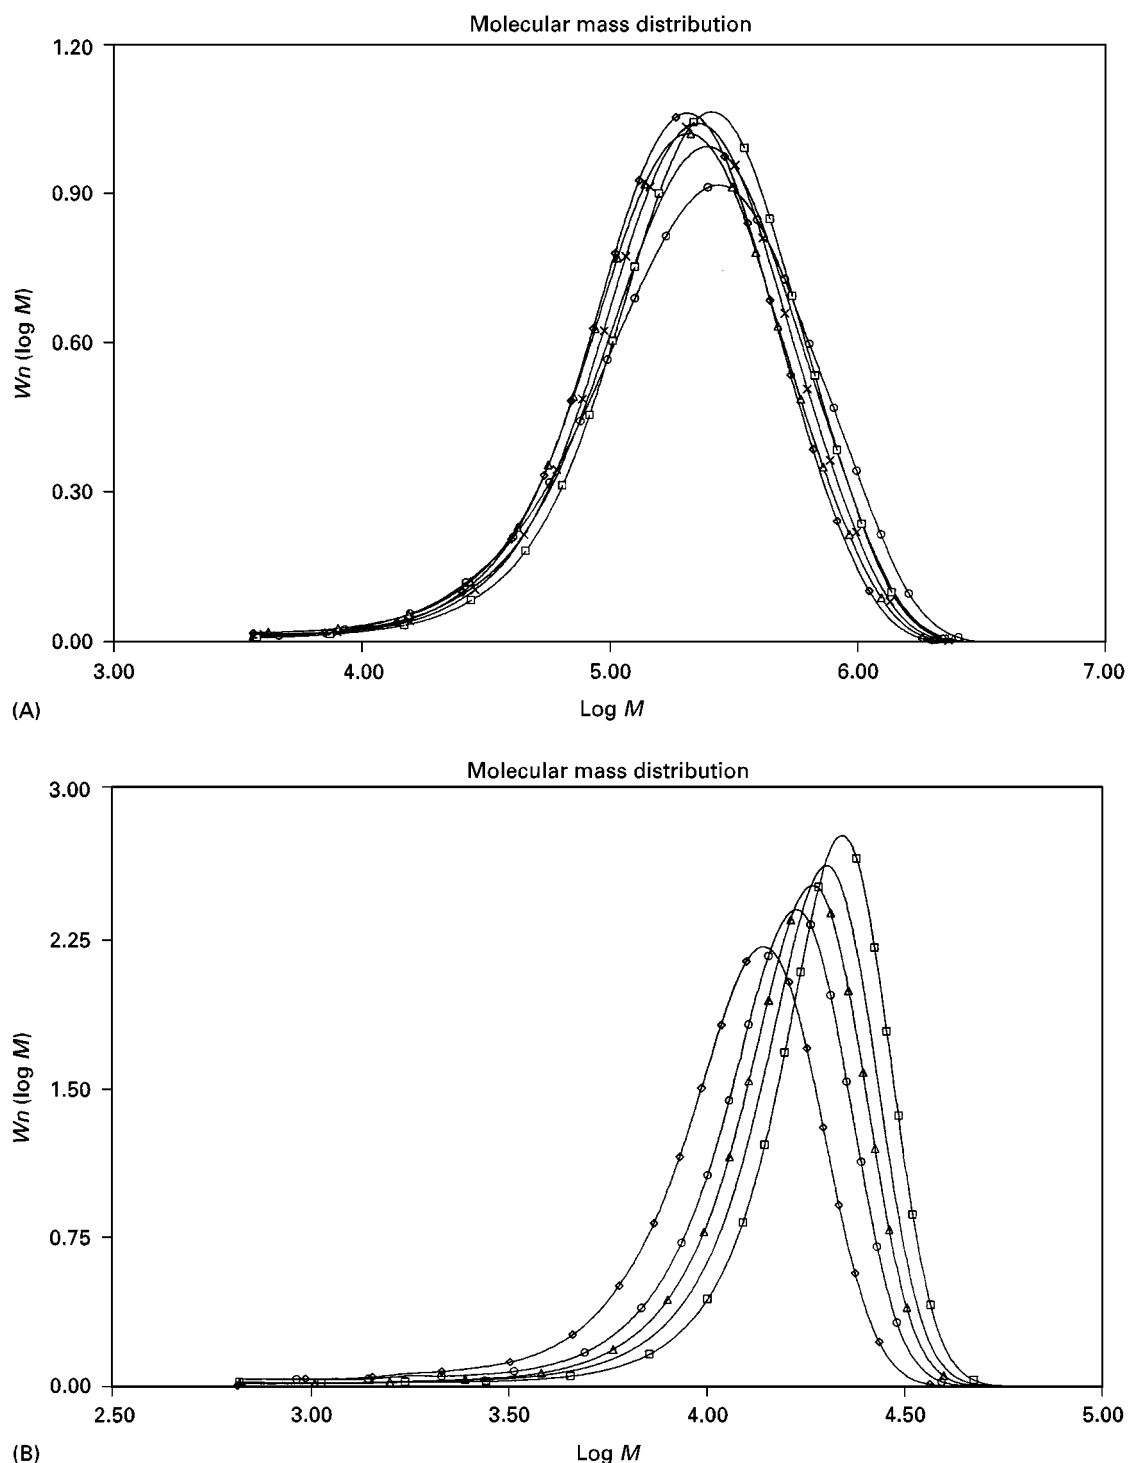 Molecular mass distribution
1.20
0.90
0.60
0.30
0.00
Wn (log M)
3.00 4.00 5.00 6.00 7.00
(A)
Log M
Molecular mass distribution
3.00
2.25
1.50
0.75
0.00
Wn (log M)
2.50 3.00 3.50 4.00 4.50 5.00
(B)
Log M